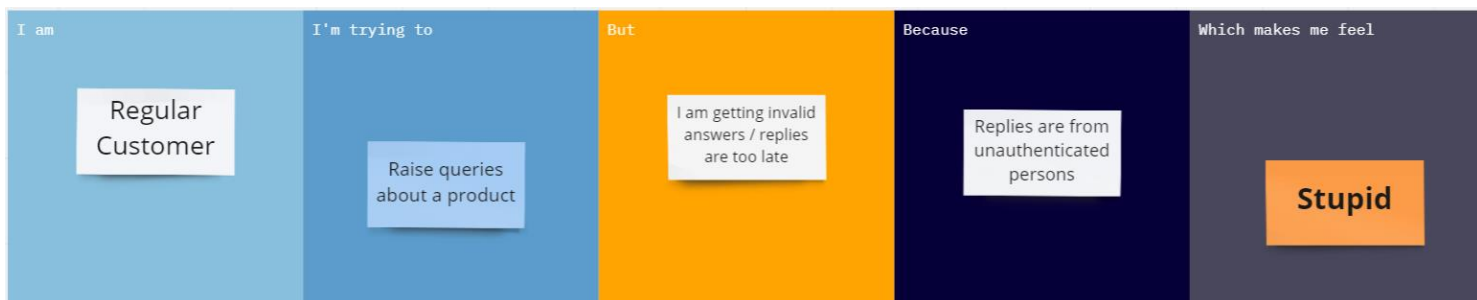 I am
Regular
Customer
I'm trying to
Raise queries
about a product
But
I am getting invalid
answers / replies
are too late
Because
Replies are from
unauthenticated
persons
Which makes me feel
Stupid